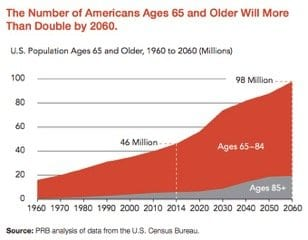 The Number of Americans Ages 65 and Older Will More
Than Double by 2060.
U.S. Population Ages 65 and Older, 1960 to 2060 (Millions)
100
98 Million
80
60
46 Million
Ages 65–84
40
20
Ages 85+
0
1960 1970 1980 1990 2000 2010 2014 2020 2030 2040 2050 2060
Source: PRB analysis of data from the U.S. Census Bureau.